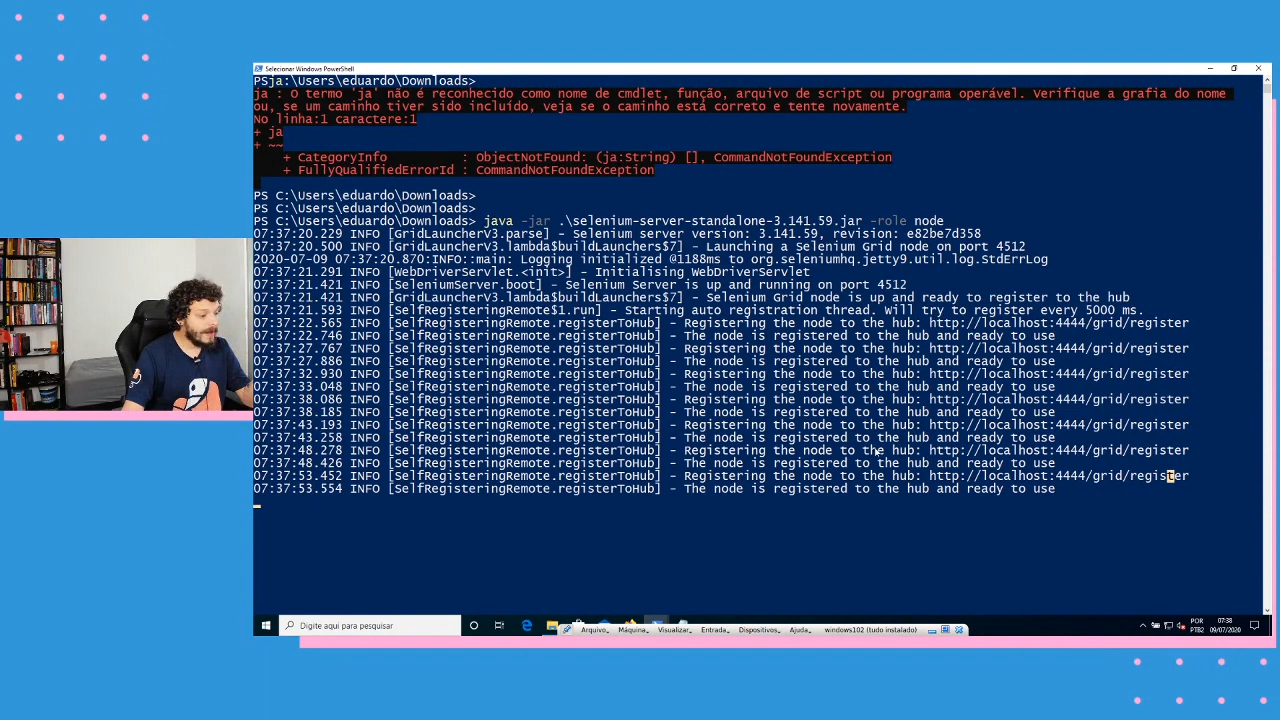 Selecionar Windows PowerShell
PSja:\Users\eduardo\Downloads>
ja : O termo 'ja' não é reconhecido como nome de cmdlet, função, arquivo de script ou programa operável. Verifique a grafia do nome
ou, se um caminho tiver sido incluído, veja se o caminho está correto e tente novamente.
No linha:1 caractere:1
+ ja
+ ~~
+ CategoryInfo : ObjectNotFound: (ja:String) [], CommandNotFoundException
+ FullyQualifiedErrorId : CommandNotFoundException
PS C:\Users\eduardo\Downloads>
PS C:\Users\eduardo\Downloads>
PS C:\Users\eduardo\Downloads> java -jar .\selenium-server-standalone-3.141.59.jar -role node
07:37:20.229 INFO [GridLauncherV3.parse] - Selenium server version: 3.141.59, revision: e82be7d358
07:37:20.500 INFO [GridLauncherV3.lambda$buildLaunchers$7] - Launching a Selenium Grid node on port 4512
2020-07-09 07:37:20.870:INFO::main: Logging initialized @1188ms to org.seleniumhq.jetty9.util.log.StdErrLog
07:37:21.291 INFO [WebDriverServlet.<init>] - Initialising WebDriverServlet
07:37:21.421 INFO [SeleniumServer.boot] - Selenium Server is up and running on port 4512
07:37:21.421 INFO [GridLauncherV3.lambda$buildLaunchers$7] - Selenium Grid node is up and ready to register to the hub
07:37:21.593 INFO [SelfRegisteringRemote$1.run] - Starting auto registration thread. Will try to register every 5000 ms.
07:37:22.565 INFO [SelfRegisteringRemote.registerToHub] - Registering the node to the hub: http://localhost:4444/grid/register
07:37:22.746 INFO [SelfRegisteringRemote.registerToHub] - The node is registered to the hub and ready to use
07:37:27.767 INFO [SelfRegisteringRemote.registerToHub] - Registering the node to the hub: http://localhost:4444/grid/register
07:37:27.886 INFO [SelfRegisteringRemote.registerToHub] - The node is registered to the hub and ready to use
07:37:32.930 INFO [SelfRegisteringRemote.registerToHub] - Registering the node to the hub: http://localhost:4444/grid/register
07:37:33.048 INFO [SelfRegisteringRemote.registerToHub] - The node is registered to the hub and ready to use
07:37:38.086 INFO [SelfRegisteringRemote.registerToHub] - Registering the node to the hub: http://localhost:4444/grid/register
07:37:38.185 INFO [SelfRegisteringRemote.registerToHub] - The node is registered to the hub and ready to use
07:37:43.193 INFO [SelfRegisteringRemote.registerToHub] - Registering the node to the hub: http://localhost:4444/grid/register
07:37:43.258 INFO [SelfRegisteringRemote.registerToHub] - The node is registered to the hub and ready to use
07:37:48.278 INFO [SelfRegisteringRemote.registerToHub] - Registering the node to the hub: http://localhost:4444/grid/register
07:37:48.426 INFO [SelfRegisteringRemote.registerToHub] - The node is registered to the hub and ready to use
07:37:53.452 INFO [SelfRegisteringRemote.registerToHub] - Registering the node to the hub: http://localhost:4444/grid/register
07:37:53.554 INFO [SelfRegisteringRemote.registerToHub] - The node is registered to the hub and ready to use
Digite aqui para pesquisar
Arquivo Máquina Visualizar Entrada Dispositivos Ajuda windows102 (tudo instalado)
POR 07:38
PTB2 09/07/2020